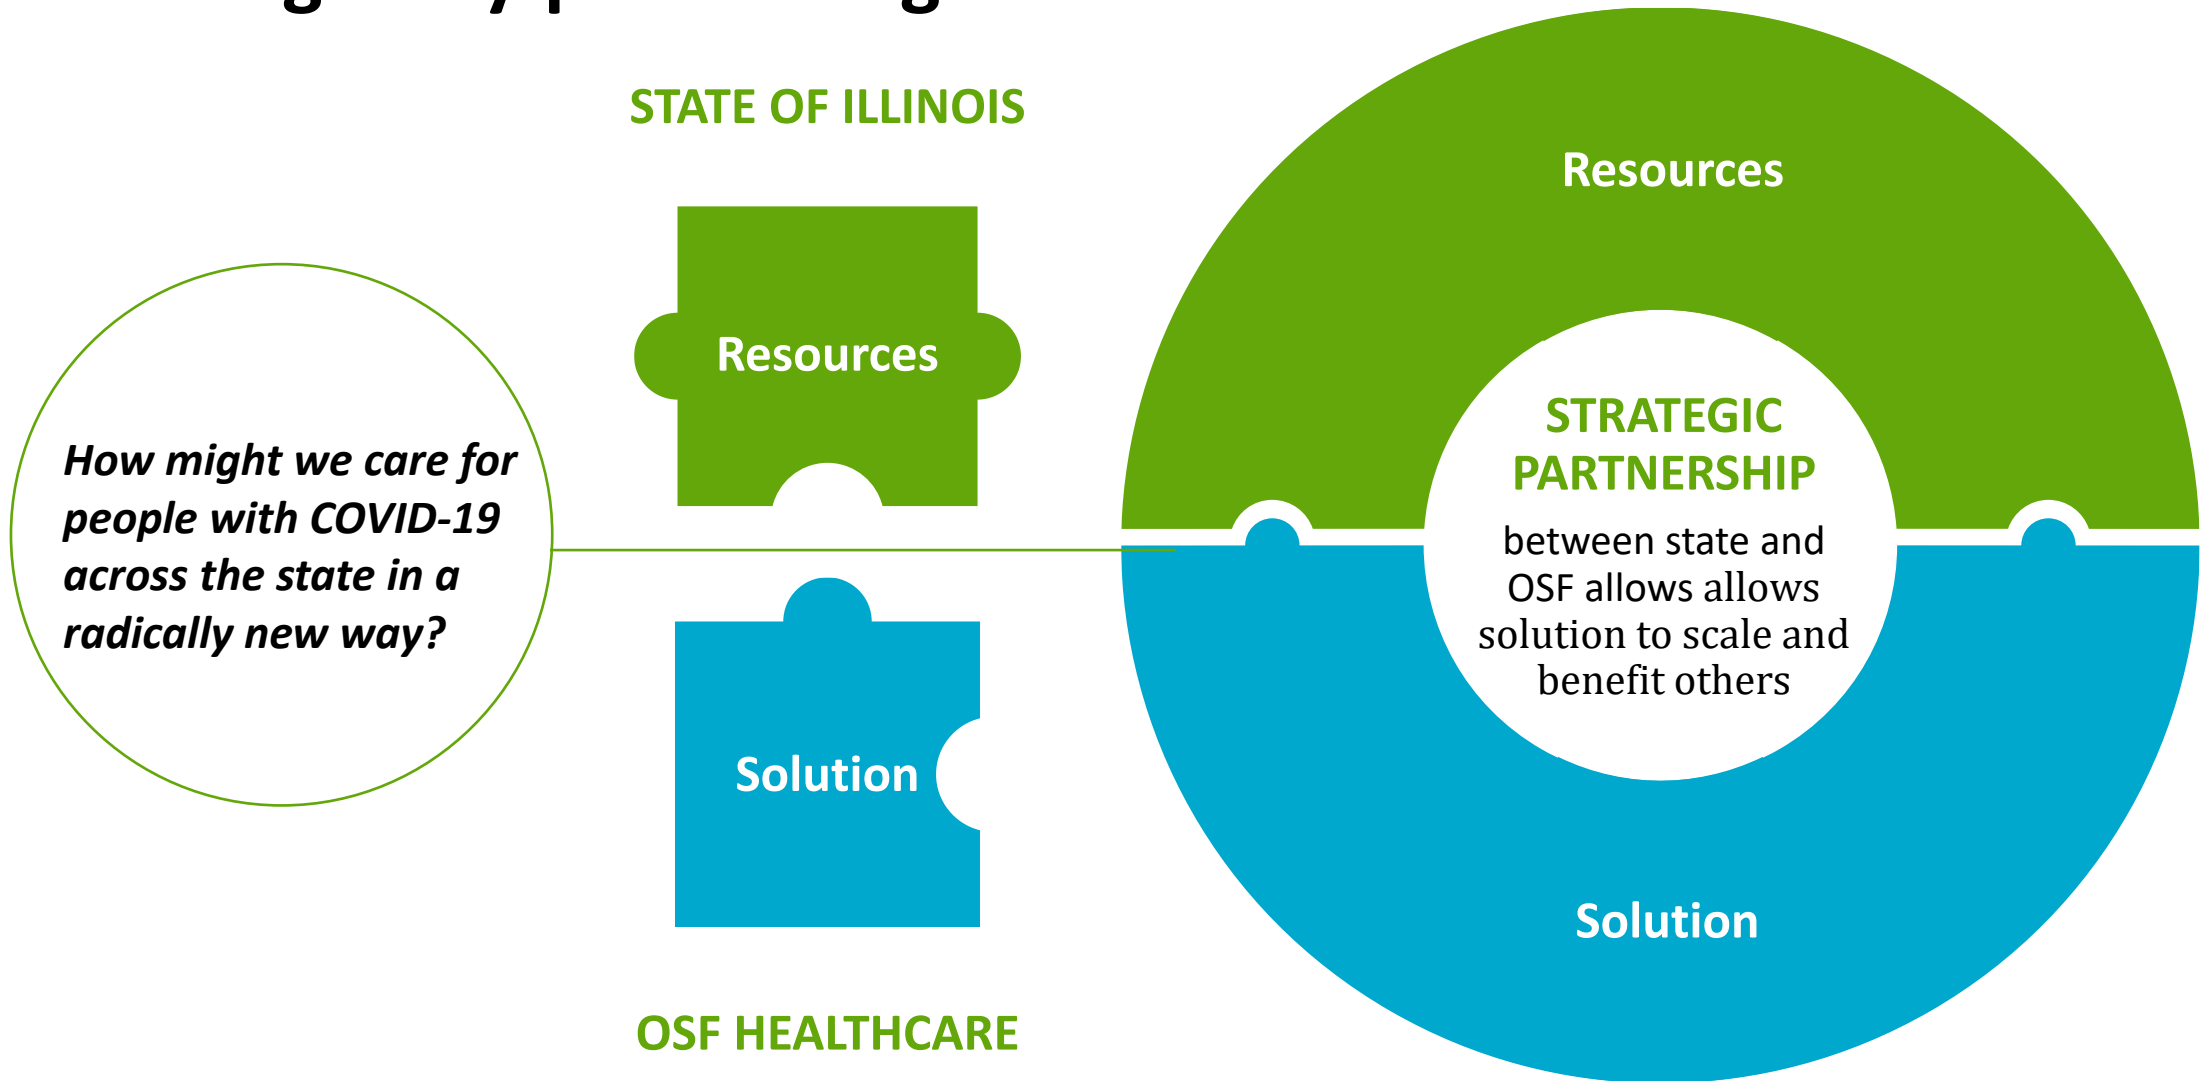 STATE OF ILLINOIS
Resources
How might we care for
people with COVID-19
across the state in a
radically new way?
Solution
OSF HEALTHCARE
Resources
STRATEGIC
PARTNERSHIP
between state and
OSF allows allows
solution to scale and
benefit others
Solution